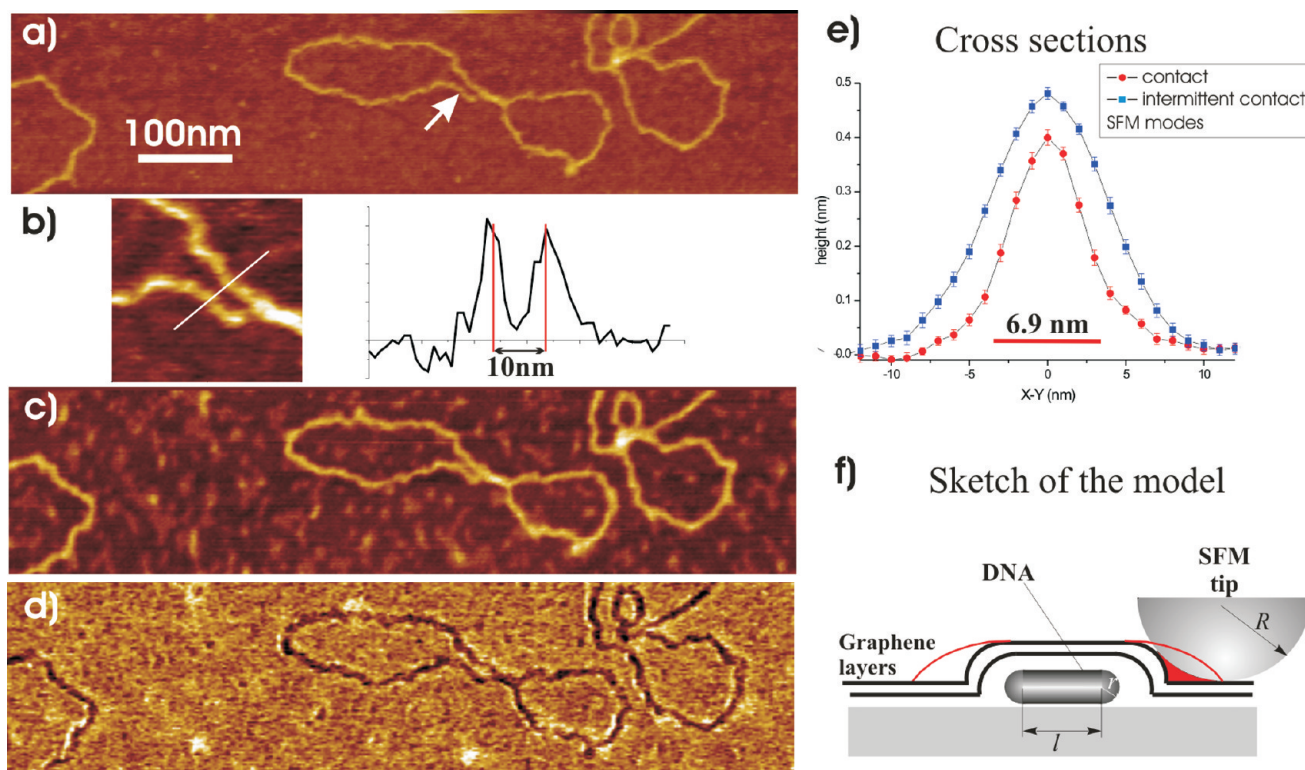 a)
100nm
b)
10nm
c)
d)
e)
Cross sections
contact
intermittent contact
SFM modes
0.5
0.4
0.3
0.2
0.1
-0.0
height (nm)
6.9 nm
-10
-5
0
5
10
X-Y (nm)
f)
Sketch of the model
DNA
SFM
tip
R
Graphene
layers
r
l